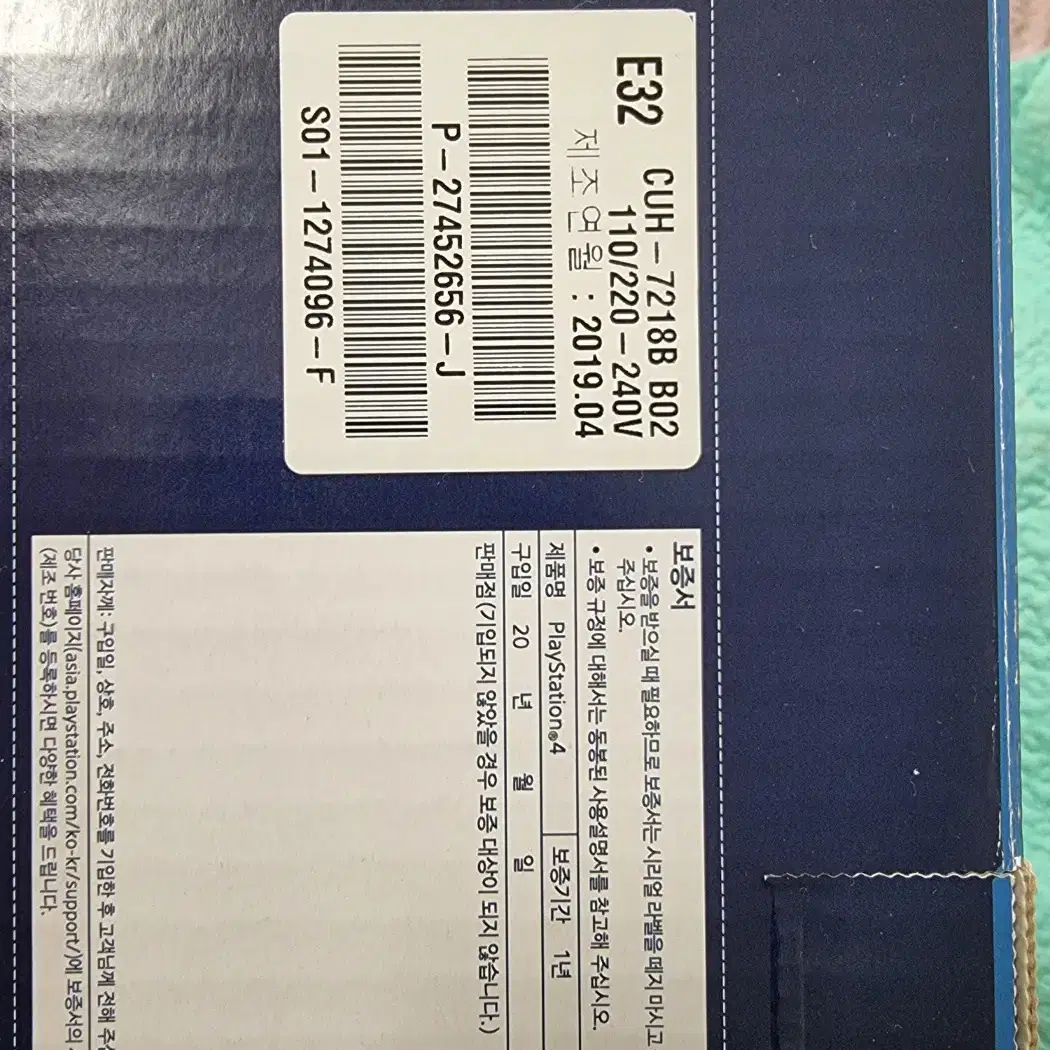 E32 CUH-7218B B02
110/220-240V
제조연월 : 2019.04
P-27452656-J
S01-1274096-F
보증서
• 보증을 받으실 때 필요하므로 보증서는 시리얼 라벨을 떼지 마시고
주십시오.
• 보증 규정에 대해서는 동봉된 사용설명서를 참고해 주십시오.
제품명 PlayStation®4 보증기간 1년
구입일 20 년 월 일
판매점 (기입되지 않았을 경우 보증 대상이 되지 않습니다.)
판매자께: 구입일, 상호, 주소, 전화번호를 기입한 후 고객님께 전해
당사 홈페이지(asia.playstation.com/ko-kr/support/)에 보증서의
(제조 번호)를 등록하시면 다양한 혜택을 드립니다.